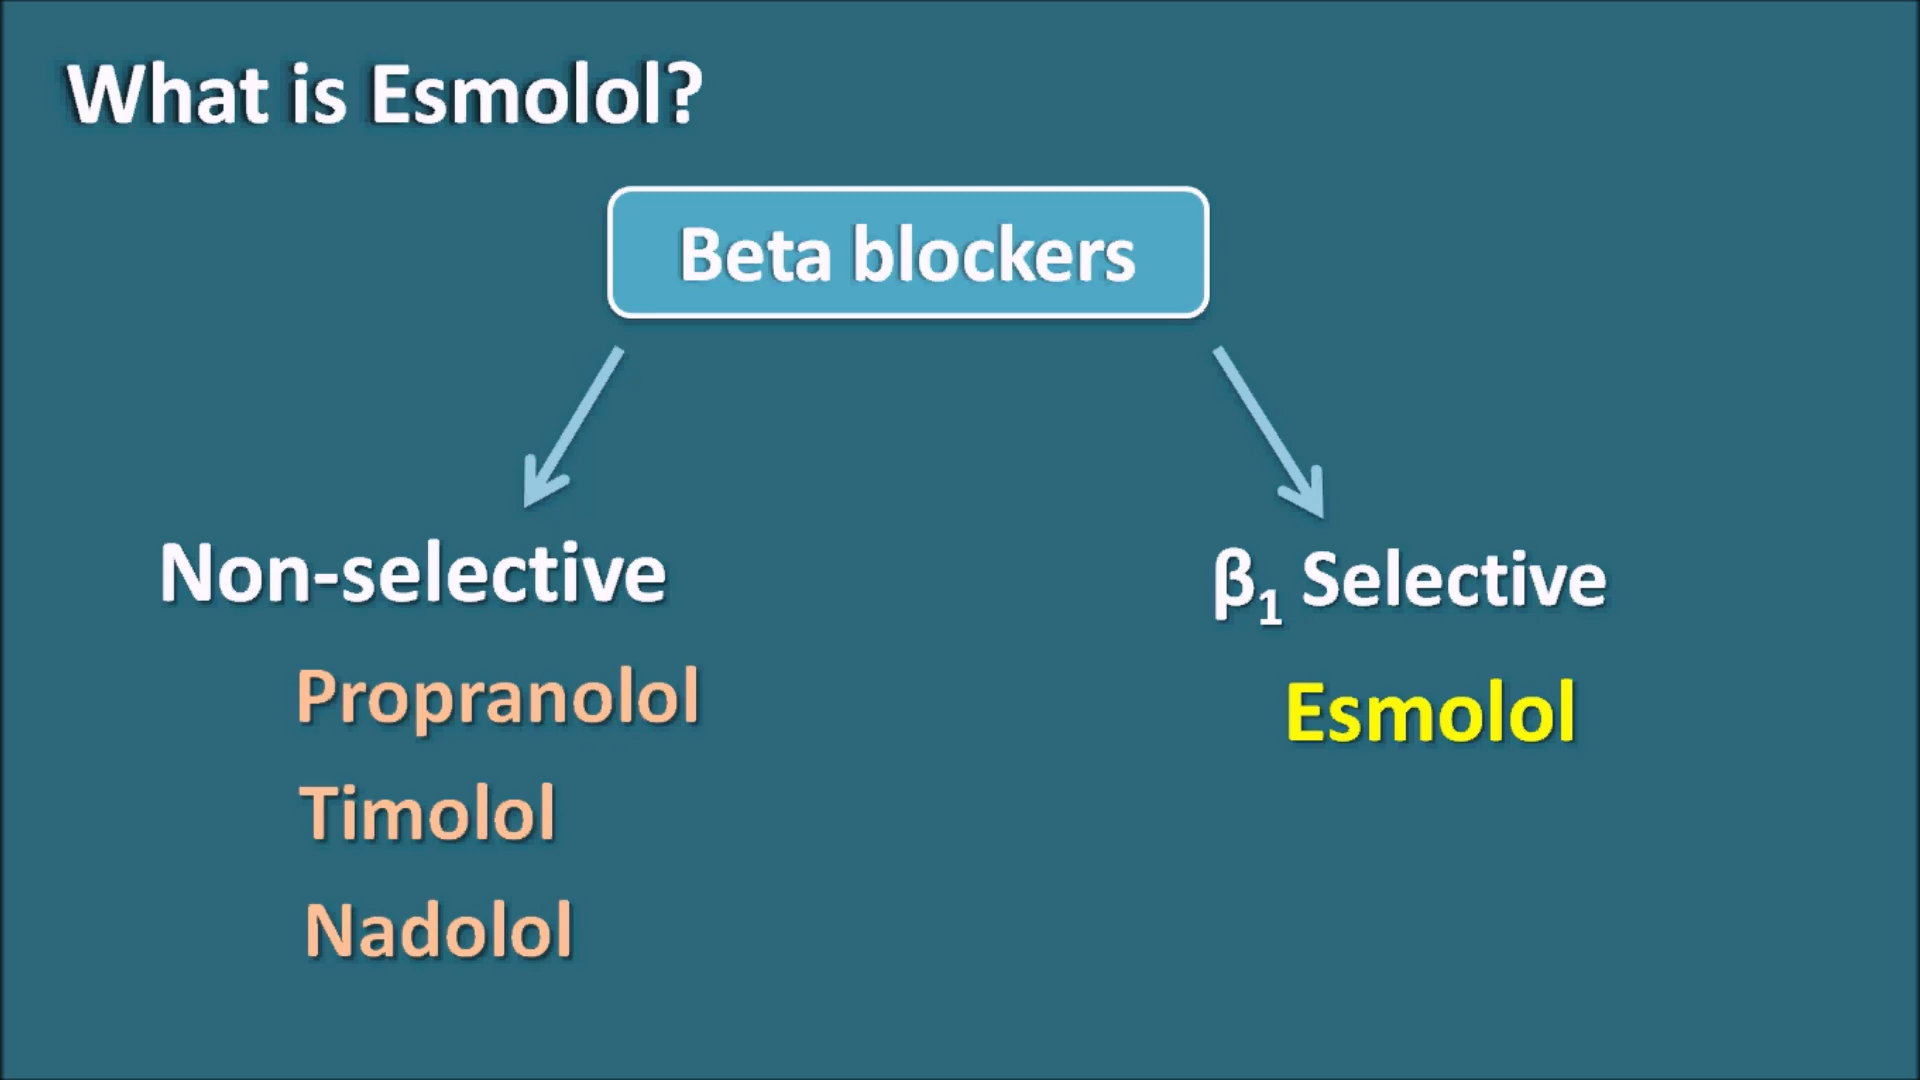 What is Esmolol?
Beta blockers
Non-selective
Propranolol
Timolol
Nadolol
β₁ Selective
Esmolol